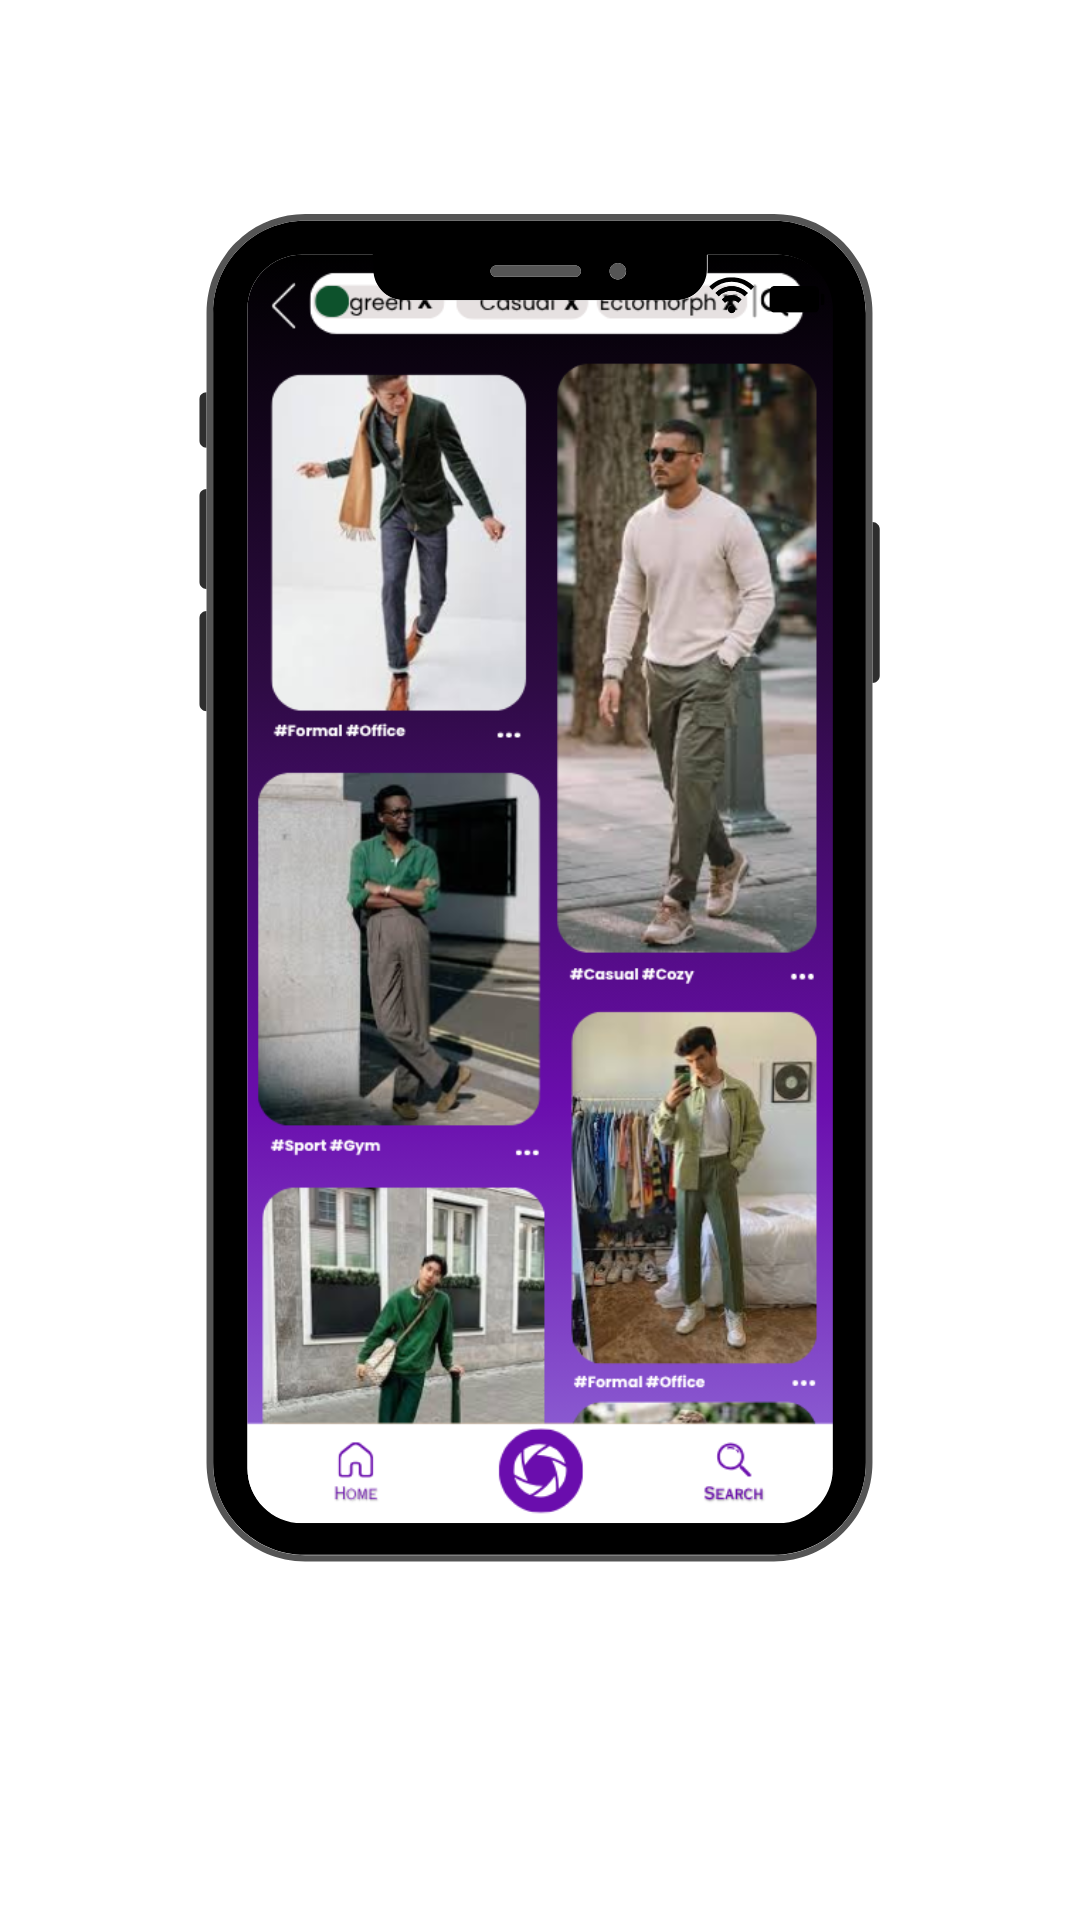 green x Casual x Ectomorph x
#Formal #Office
#Casual #Cozy
#Sport #Gym
#Formal #Office
HOME
SEARCH